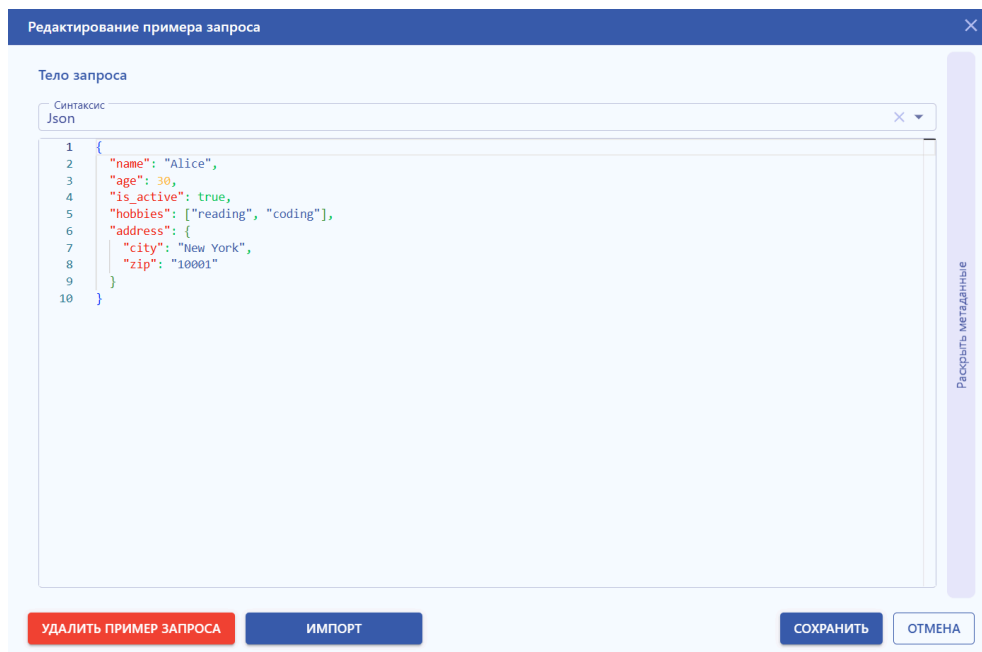 Редактирование примера запроса
Тело запроса
Синтаксис
Json
1 {
2   "name": "Alice",
3   "age": 30,
4   "is_active": true,
5   "hobbies": ["reading", "coding"],
6   "address": {
7     "city": "New York",
8     "zip": "10001"
9   }
10 }
Раскрыть метаданные
УДАЛИТЬ ПРИМЕР ЗАПРОСА ИМПОРТ СОХРАНИТЬ ОТМЕНА